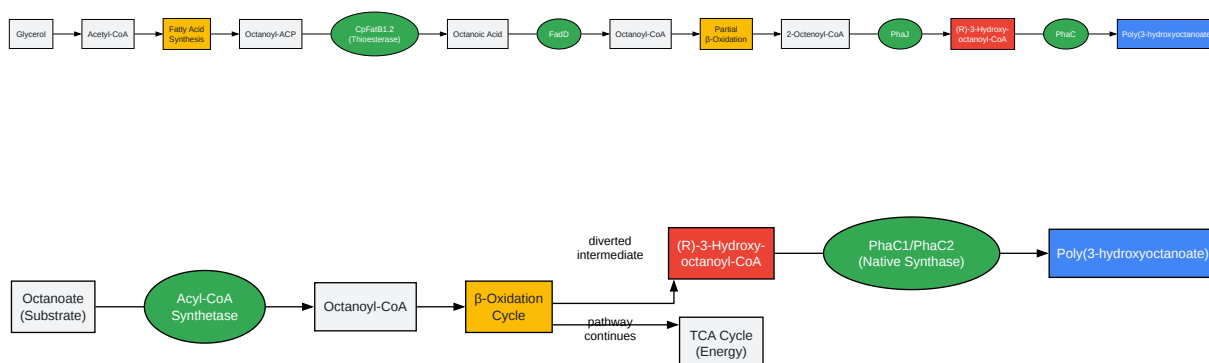 Glycerol
Acetyl-CoA
Fatty Acid
Synthesis
Octanoyl-ACP
CpFatB1.2
(Thioesterase)
Octanoic Acid
FadD
Octanoyl-CoA
Partial
β-Oxidation
2-Octenoyl-CoA
PhaJ
(R)-3-Hydroxy-
octanoyl-CoA
PhaC
Poly(3-hydroxyoctanoate)
Octanoate
(Substrate)
Acyl-CoA
Synthetase
Octanoyl-CoA
β-Oxidation
Cycle
diverted
intermediate
(R)-3-Hydroxy-
octanoyl-CoA
PhaC1/PhaC2
(Native Synthase)
Poly(3-hydroxyoctanoate)
pathway
continues
TCA Cycle
(Energy)